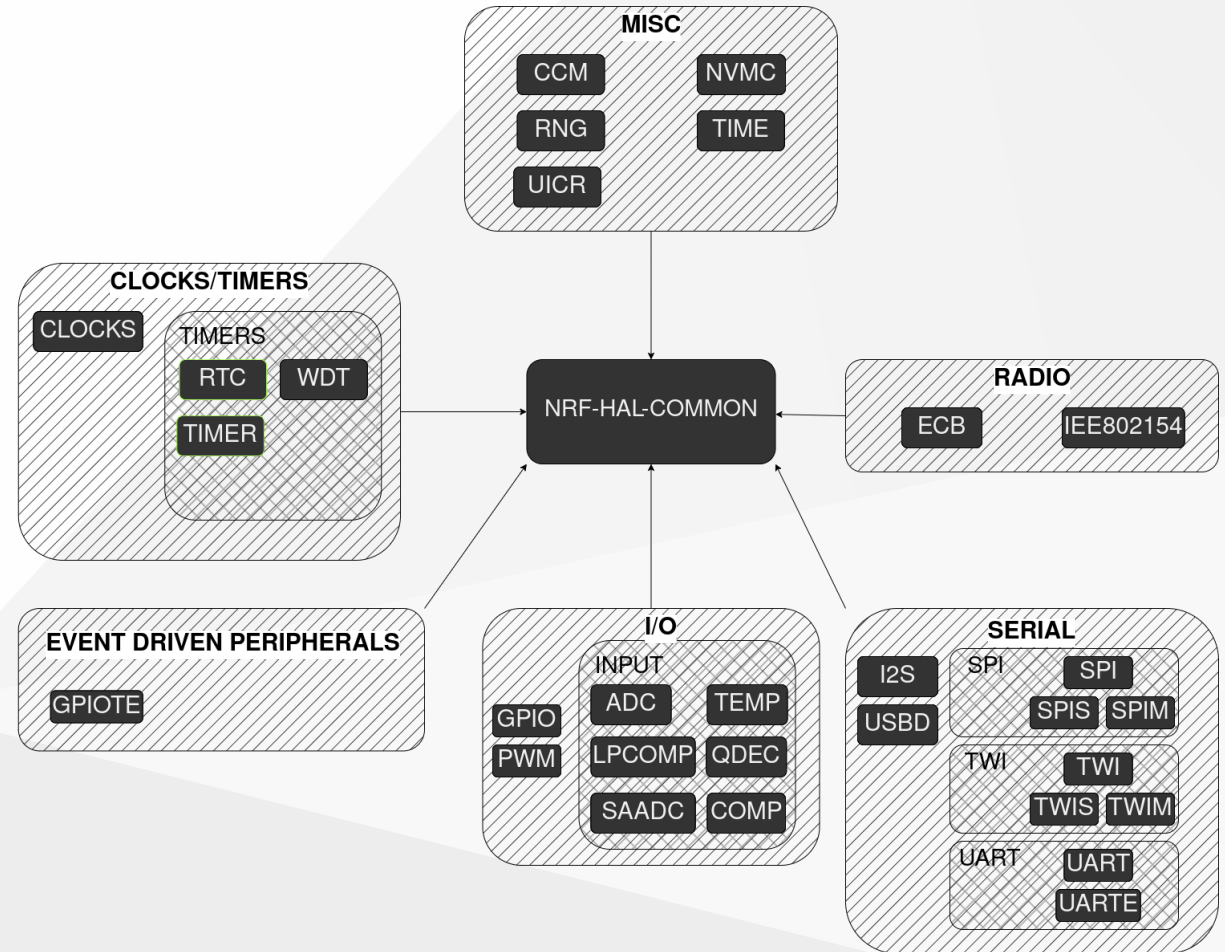 MISC
CCM
NVMC
RNG
TIME
UICR
CLOCKS/TIMERS
CLOCKS
TIMERS
RTC
WDT
TIMER
NRF-HAL-COMMON
RADIO
ECB
IEE802154
EVENT DRIVEN PERIPHERALS
GPIOTE
I/O
GPIO
PWM
INPUT
ADC
TEMP
LPCOMP
QDEC
SAADC
COMP
SERIAL
I2S
USBD
SPI
SPI
SPIS
SPIM
TWI
TWI
TWIS
TWIM
UART
UART
UARTE